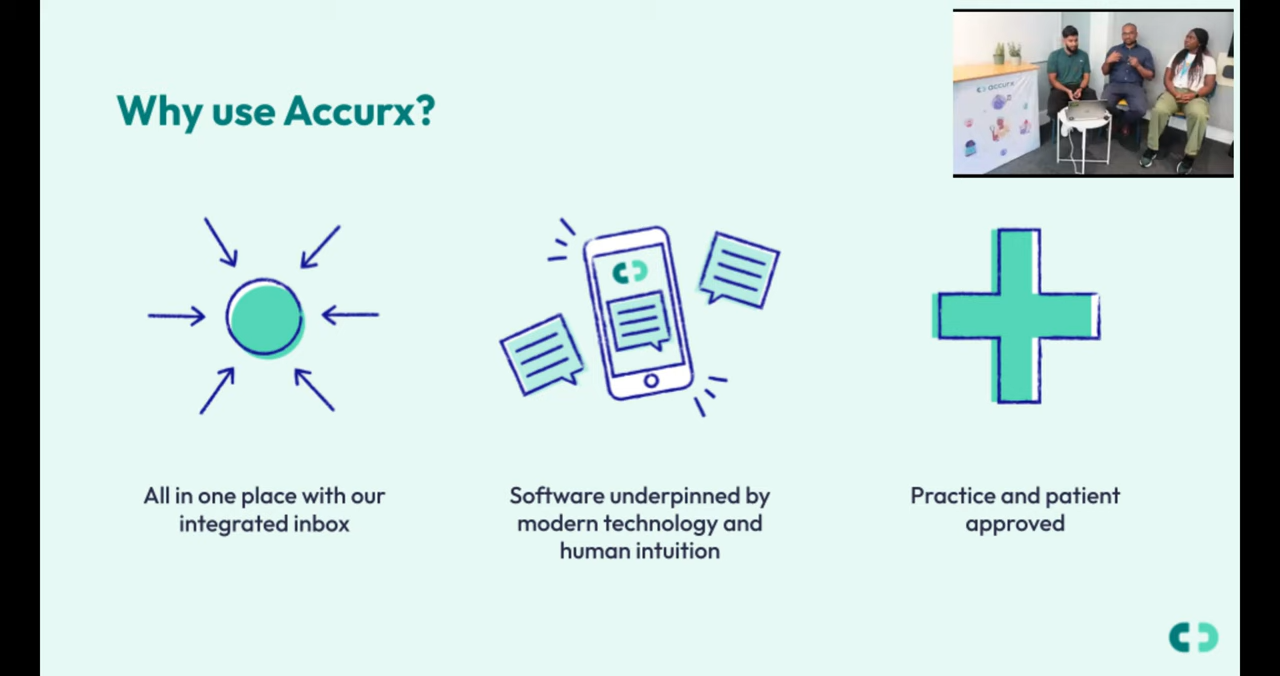 Why use Accurx?
accurx
All in one place with our
integrated inbox
Software underpinned by
modern technology and
human intuition
Practice and patient
approved